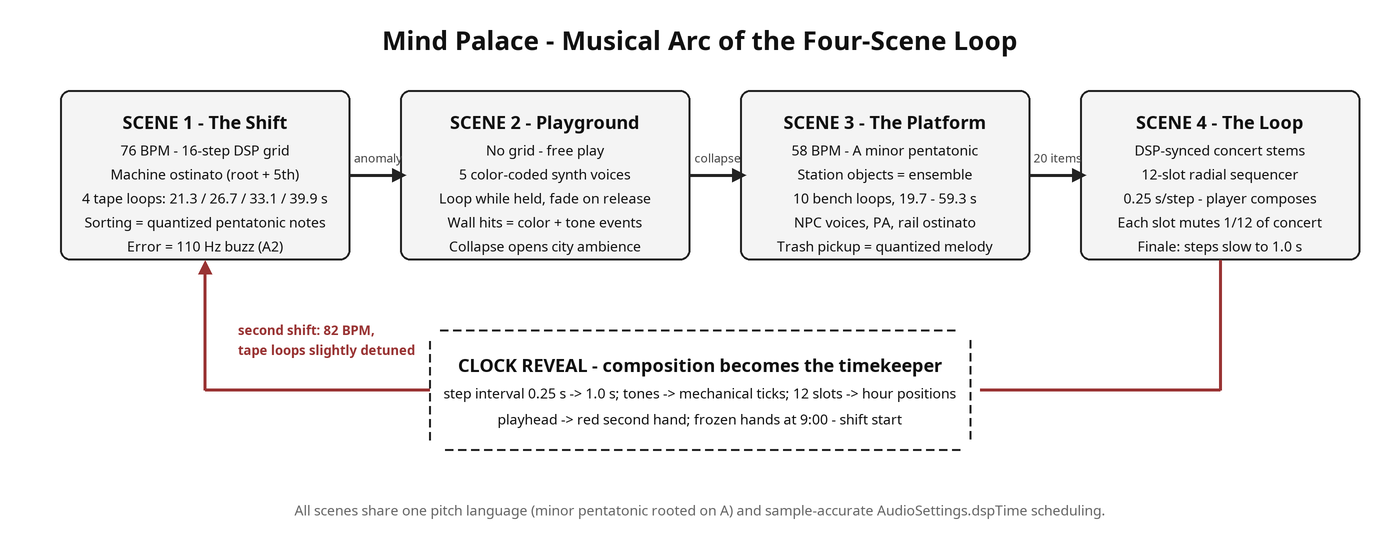 Mind Palace - Musical Arc of the Four-Scene Loop
SCENE 1 - The Shift
76 BPM - 16-step DSP grid
Machine ostinato (root + 5th)
4 tape loops: 21.3 / 26.7 / 33.1 / 39.9 s
Sorting = quantized pentatonic notes
Error = 110 Hz buzz (A2)
anomaly
SCENE 2 - Playground
No grid - free play
5 color-coded synth voices
Loop while held, fade on release
Wall hits = color + tone events
Collapse opens city ambience
collapse
SCENE 3 - The Platform
58 BPM - A minor pentatonic
Station objects = ensemble
10 bench loops, 19.7 - 59.3 s
NPC voices, PA, rail ostinato
Trash pickup = quantized melody
20 items
SCENE 4 - The Loop
DSP-synced concert stems
12-slot radial sequencer
0.25 s/step - player composes
Each slot mutes 1/12 of concert
Finale: steps slow to 1.0 s
second shift: 82 BPM,
tape loops slightly detuned
CLOCK REVEAL - composition becomes the timekeeper
step interval 0.25 s -> 1.0 s; tones -> mechanical ticks; 12 slots -> hour positions
playhead -> red second hand; frozen hands at 9:00 - shift start
All scenes share one pitch language (minor pentatonic rooted on A) and sample-accurate AudioSettings.dspTime scheduling.